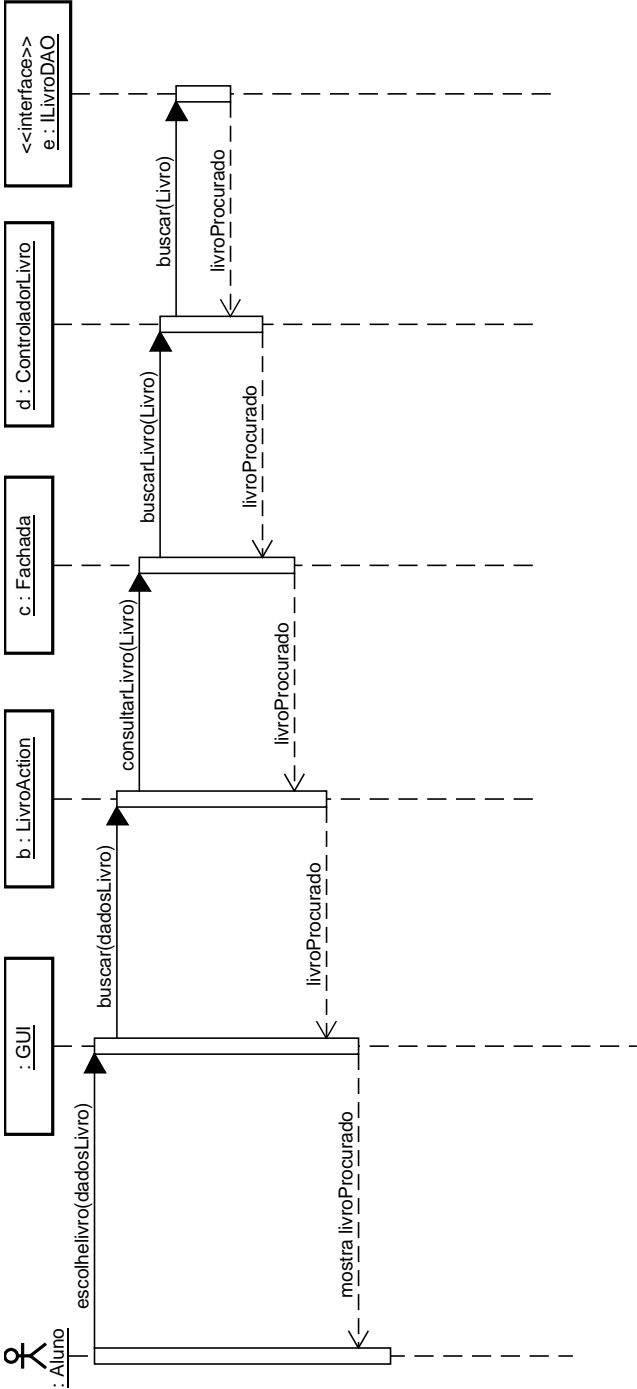 : Aluno
: GUI
b : LivroAction
c : Fachada
d : ControladorLivro
<<interface>>
e : ILivroDAO
escolhelivro(dadosLivro)
buscar(dadosLivro)
consultarLivro(Livro)
buscarLivro(Livro)
buscar(Livro)
livroProcurado
livroProcurado
livroProcurado
livroProcurado
mostra livroProcurado